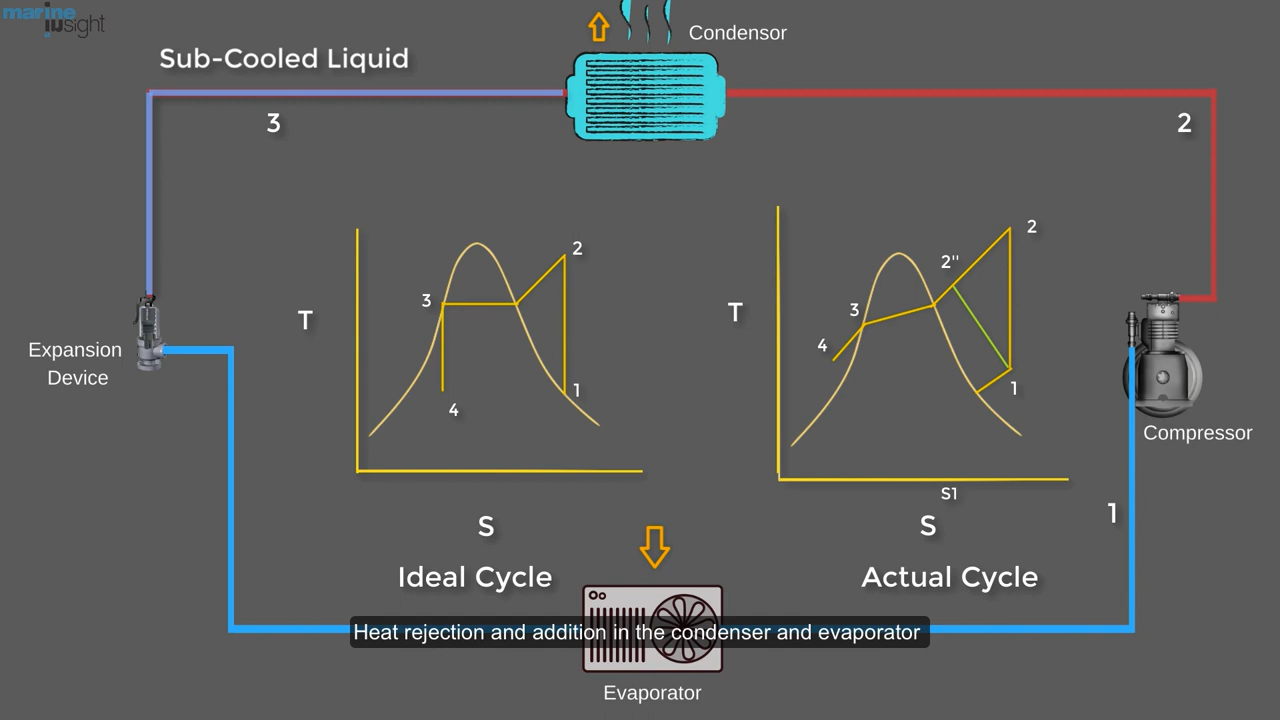 marine
insight
Condensor
Sub-Cooled Liquid
3
2
2
3
T
1
4
2
2''
3
T
4
1
Expansion
Device
Compressor
S1
1
S
S
Ideal Cycle
Actual Cycle
Heat rejection and addition in the condenser and evaporator
Evaporator